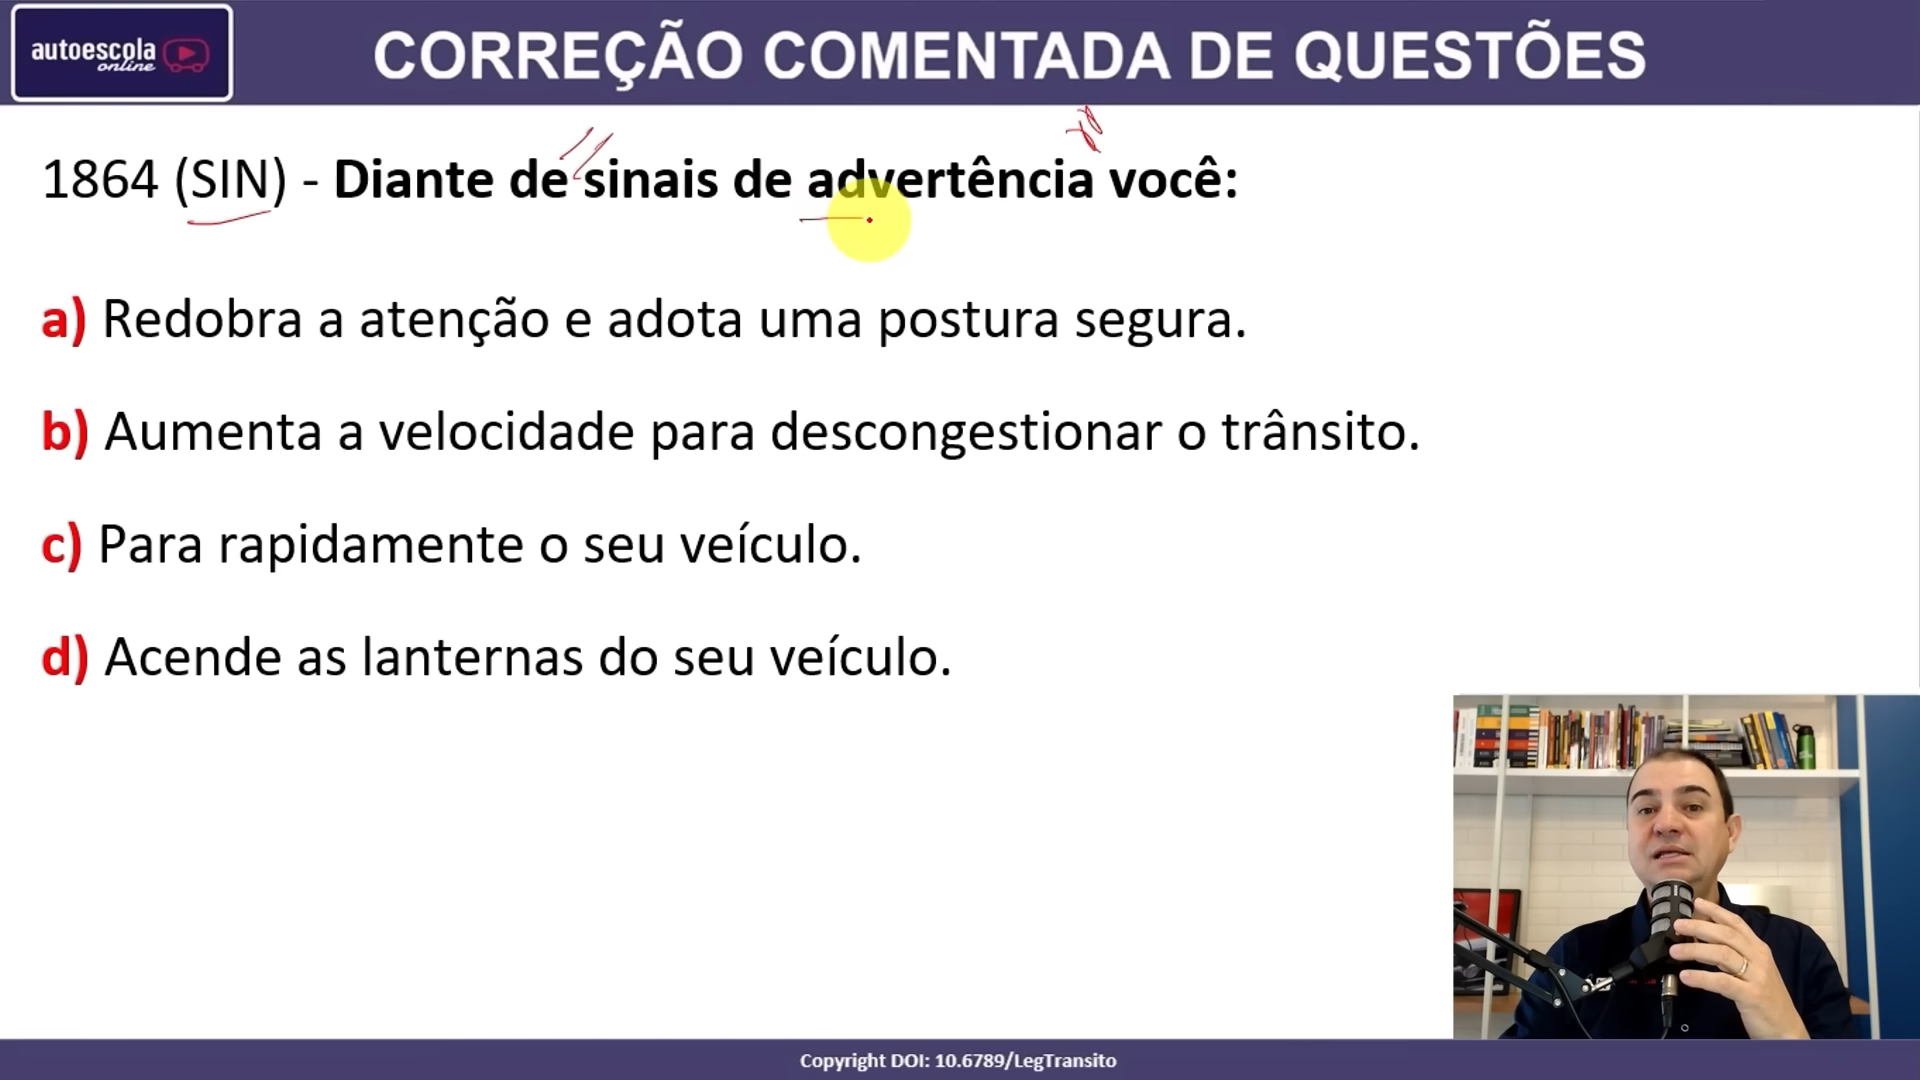 autoescola
online
CORREÇÃO COMENTADA DE QUESTÕES
1864 (SIN) - Diante de sinais de advertência você:
a) Redobra a atenção e adota uma postura segura.
b) Aumenta a velocidade para descongestionar o trânsito.
c) Para rapidamente o seu veículo.
d) Acende as lanternas do seu veículo.
Copyright DOI: 10.6789/LegTransito